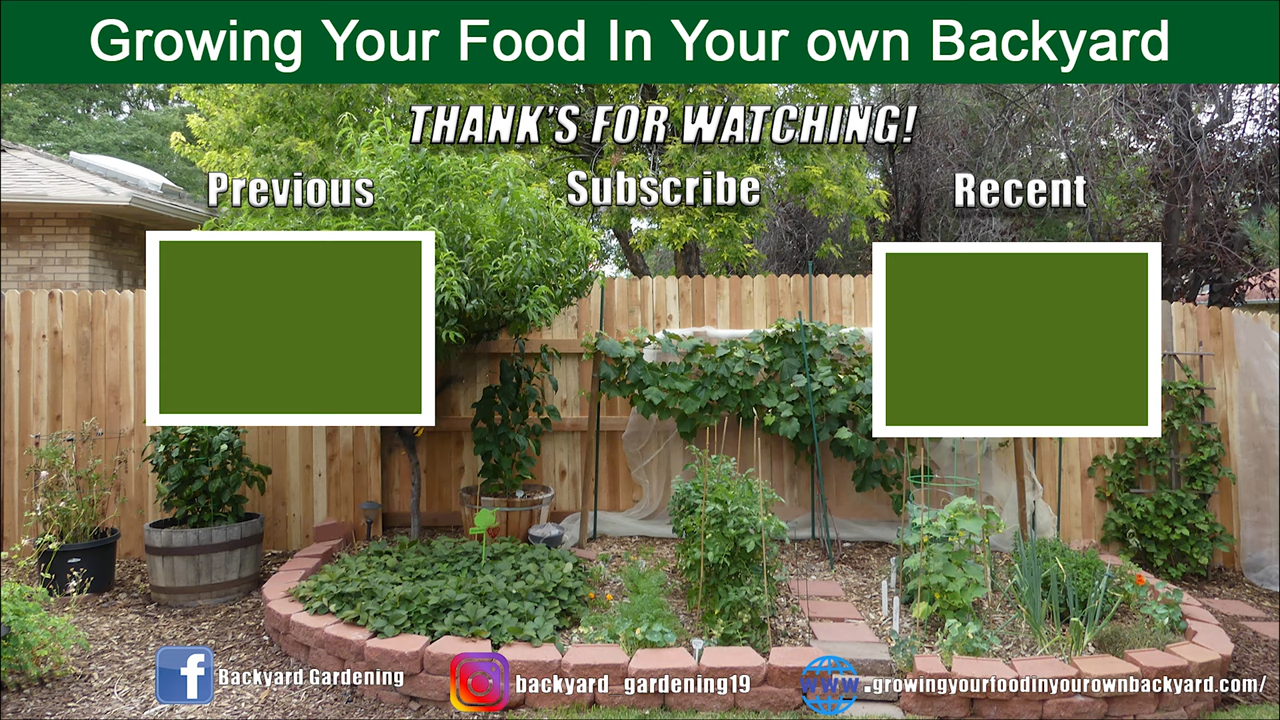 Growing Your Food In Your own Backyard
THANK'S FOR WATCHING!
Previous
Subscribe
Recent
f Backyard Gardening
backyard gardening19
www.growingyourfoodinyourownbackyard.com/